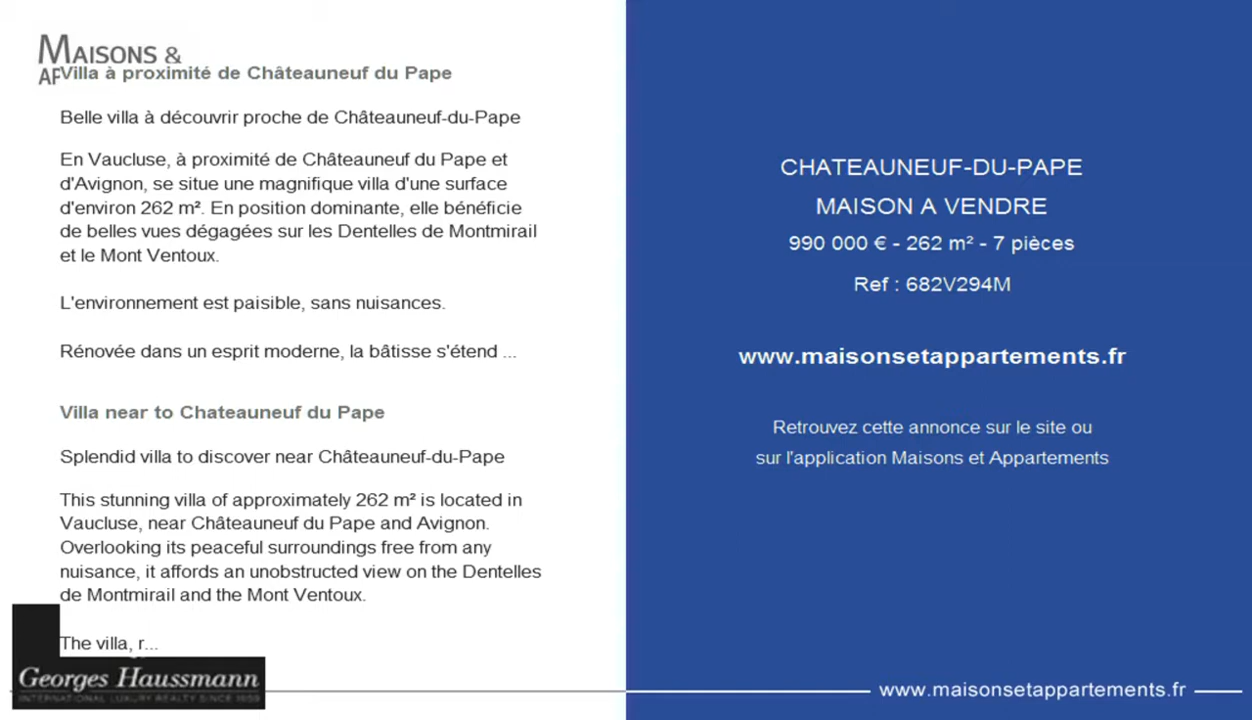 MAISONS &
AF
Villa à proximité de Châteauneuf du Pape
Belle villa à découvrir proche de Châteauneuf-du-Pape
En Vaucluse, à proximité de Châteauneuf du Pape et
d'Avignon, se situe une magnifique villa d'une surface
d'environ 262 m². En position dominante, elle bénéficie
de belles vues dégagées sur les Dentelles de Montmirail
et le Mont Ventoux.
L'environnement est paisible, sans nuisances.
Rénovée dans un esprit moderne, la bâtisse s'étend ...
Villa near to Chateauneuf du Pape
Splendid villa to discover near Châteauneuf-du-Pape
This stunning villa of approximately 262 m² is located in
Vaucluse, near Châteauneuf du Pape and Avignon.
Overlooking its peaceful surroundings free from any
nuisance, it affords an unobstructed view on the Dentelles
de Montmirail and the Mont Ventoux.
The villa, r...
Georges Haussmann
INTERNATIONAL LUXURY REALTY SINCE 1899
CHATEAUNEUF-DU-PAPE
MAISON A VENDRE
990 000 € - 262 m² - 7 pièces
Ref : 682V294M
www.maisonsetappartements.fr
Retrouvez cette annonce sur le site ou
sur l'application Maisons et Appartements
www.maisonsetappartements.fr